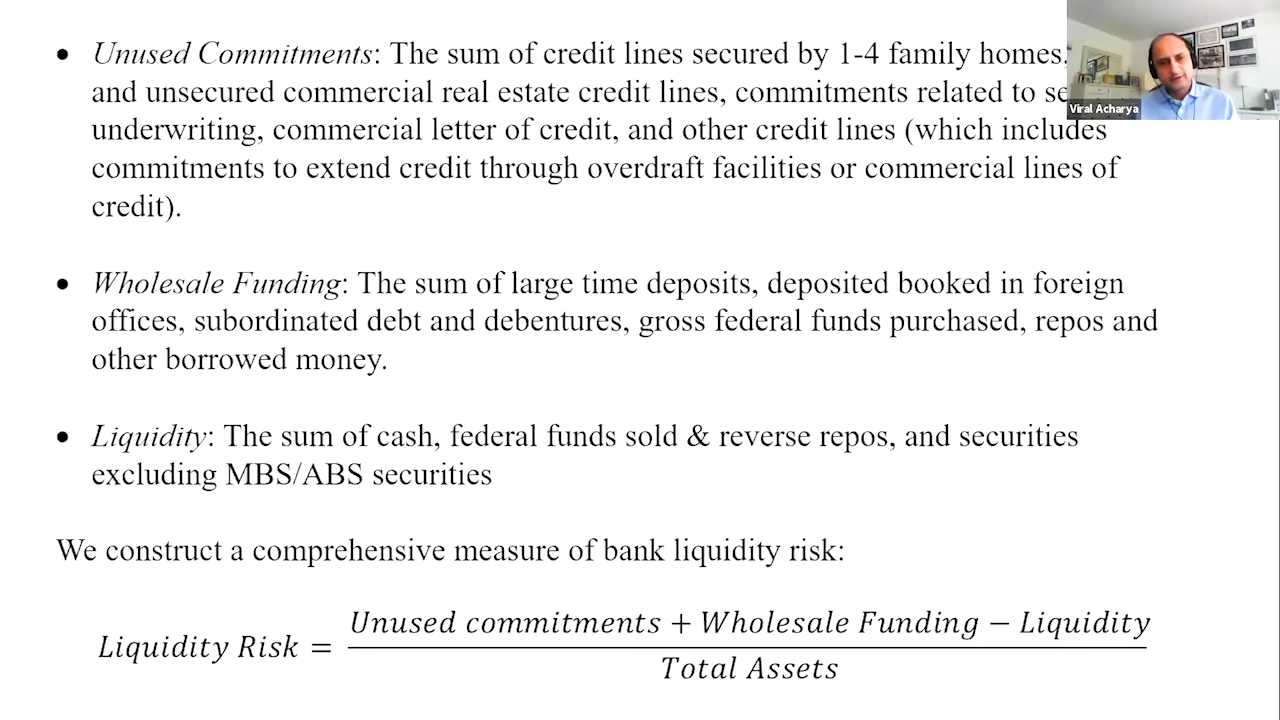 • Unused Commitments: The sum of credit lines secured by 1-4 family homes,
and unsecured commercial real estate credit lines, commitments related to
underwriting, commercial letter of credit, and other credit lines (which includes
commitments to extend credit through overdraft facilities or commercial lines of
credit).
• Wholesale Funding: The sum of large time deposits, deposited booked in foreign
offices, subordinated debt and debentures, gross federal funds purchased, repos and
other borrowed money.
• Liquidity: The sum of cash, federal funds sold & reverse repos, and securities
excluding MBS/ABS securities
We construct a comprehensive measure of bank liquidity risk:
Liquidity Risk =
Unused commitments + Wholesale Funding − Liquidity
Total Assets
Viral Acharya